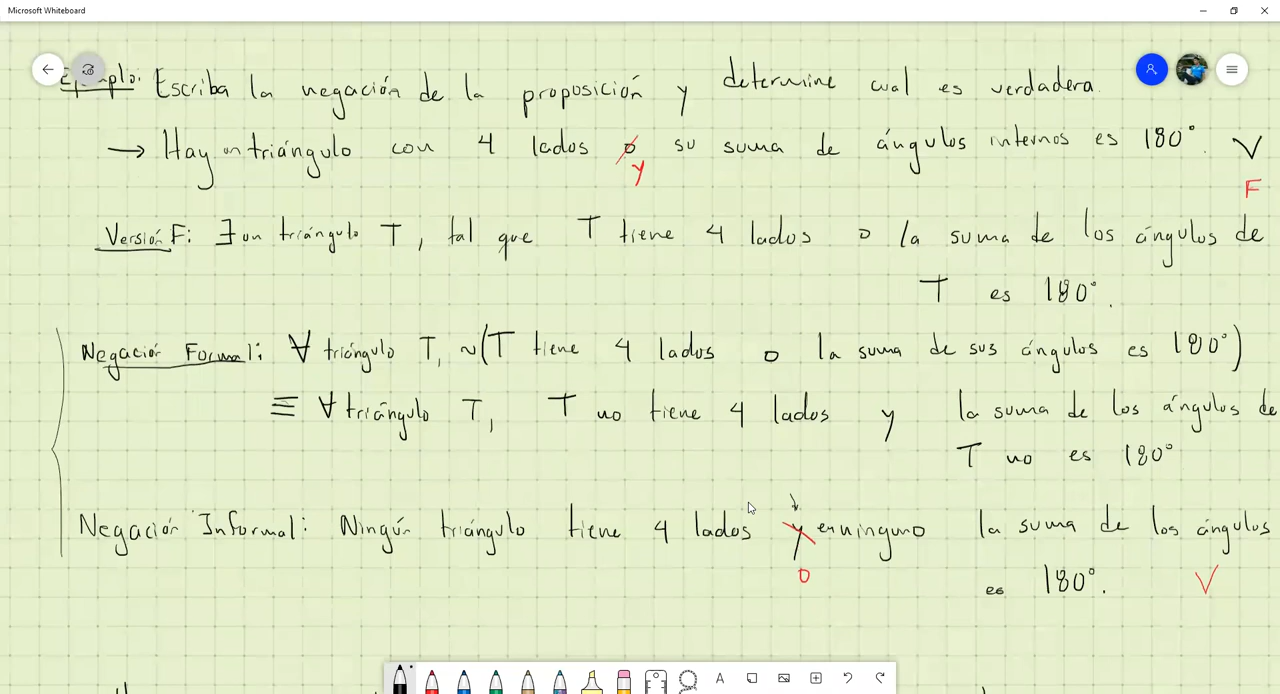 Microsoft Whiteboard
Ejemplo: Escriba la negación de la proposición y determine cual es verdadera.
→ Hay un triángulo con 4 lados o su suma de ángulos internos es 180°. V
y
F
Versión F: ∃ un triángulo T, tal que T tiene 4 lados o la suma de los ángulos de
T es 180°.
Negación Formal: ∀ triángulo T, ~(T tiene 4 lados o la suma de sus ángulos es 180°)
≡ ∀ triángulo T, T no tiene 4 lados y la suma de los ángulos de
T no es 180°
Negación Informal: Ningún triángulo tiene 4 lados y en ninguno la suma de los ángulos
o
es 180°. V